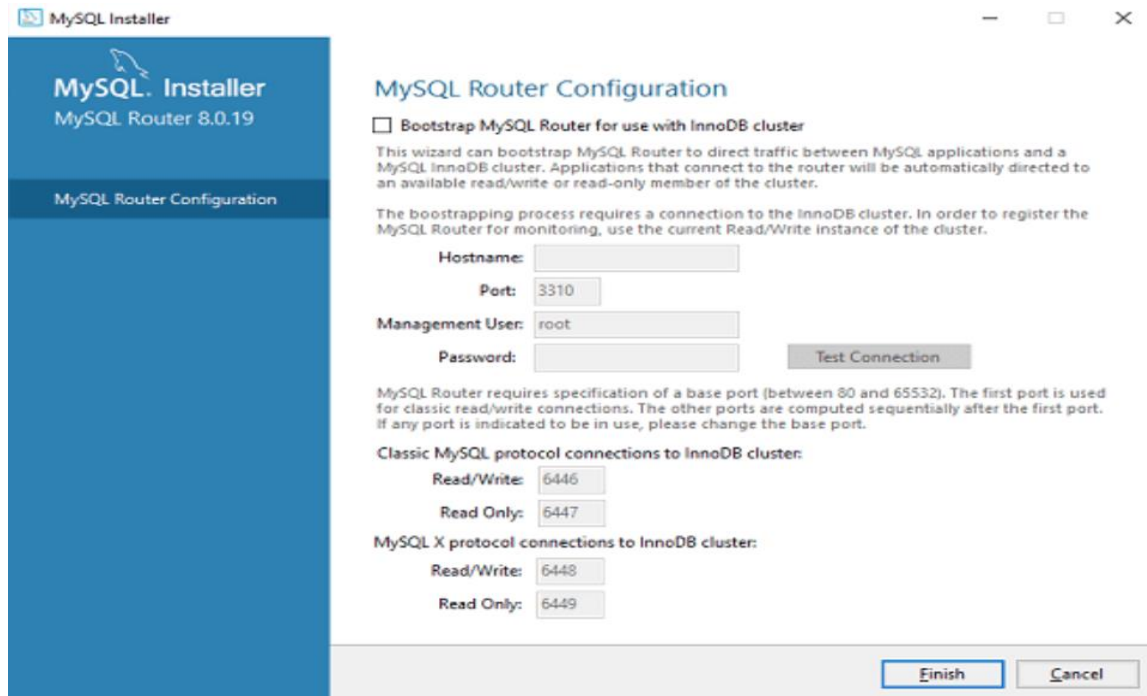 MySQL Installer
MySQL. Installer
MySQL Router 8.0.19
MySQL Router Configuration
MySQL Router Configuration
Bootstrap MySQL Router for use with InnoDB cluster
This wizard can bootstrap MySQL Router to direct traffic between MySQL applications and a
MySQL InnoDB cluster. Applications that connect to the router will be automatically directed to
an available read/write or read-only member of the cluster.
The boostrapping process requires a connection to the InnoDB cluster. In order to register the
MySQL Router for monitoring, use the current Read/Write instance of the cluster.
Hostname:
Port: 3310
Management User: root
Password: Test Connection
MySQL Router requires specification of a base port (between 80 and 65532). The first port is used
for classic read/write connections. The other ports are computed sequentially after the first port.
If any port is indicated to be in use, please change the base port.
Classic MySQL protocol connections to InnoDB cluster:
Read/Write: 6446
Read Only: 6447
MySQL X protocol connections to InnoDB cluster:
Read/Write: 6448
Read Only: 6449
Finish Cancel